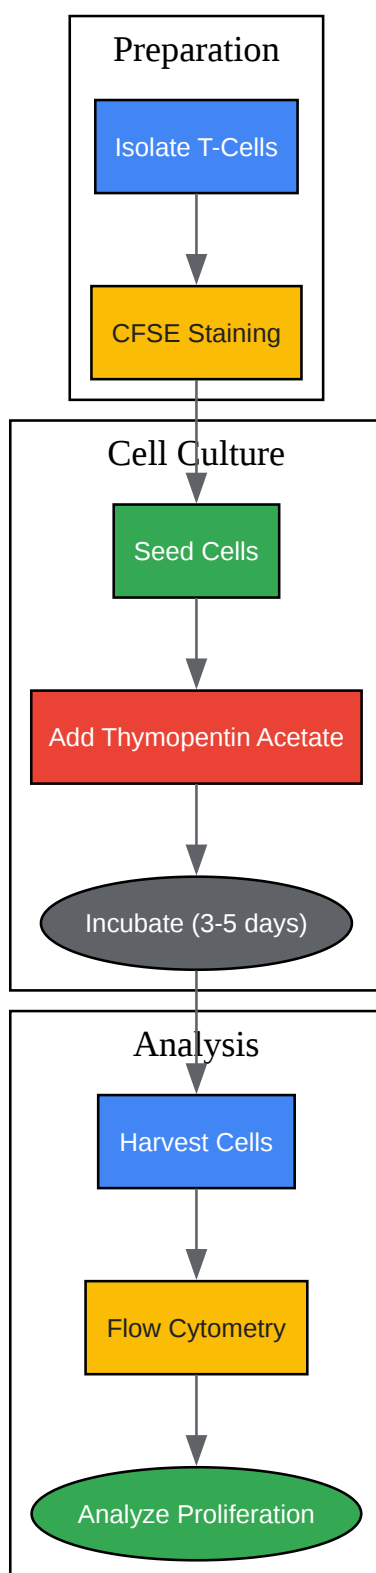 Preparation
Isolate T-Cells
CFSE Staining
Cell Culture
Seed Cells
Add Thymopentin Acetate
Incubate (3-5 days)
Analysis
Harvest Cells
Flow Cytometry
Analyze Proliferation